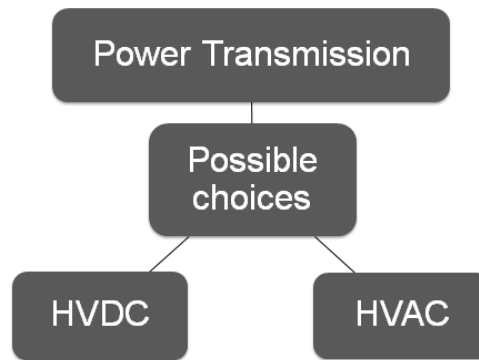 Power Transmission
Possible
choices
HVDC
HVAC